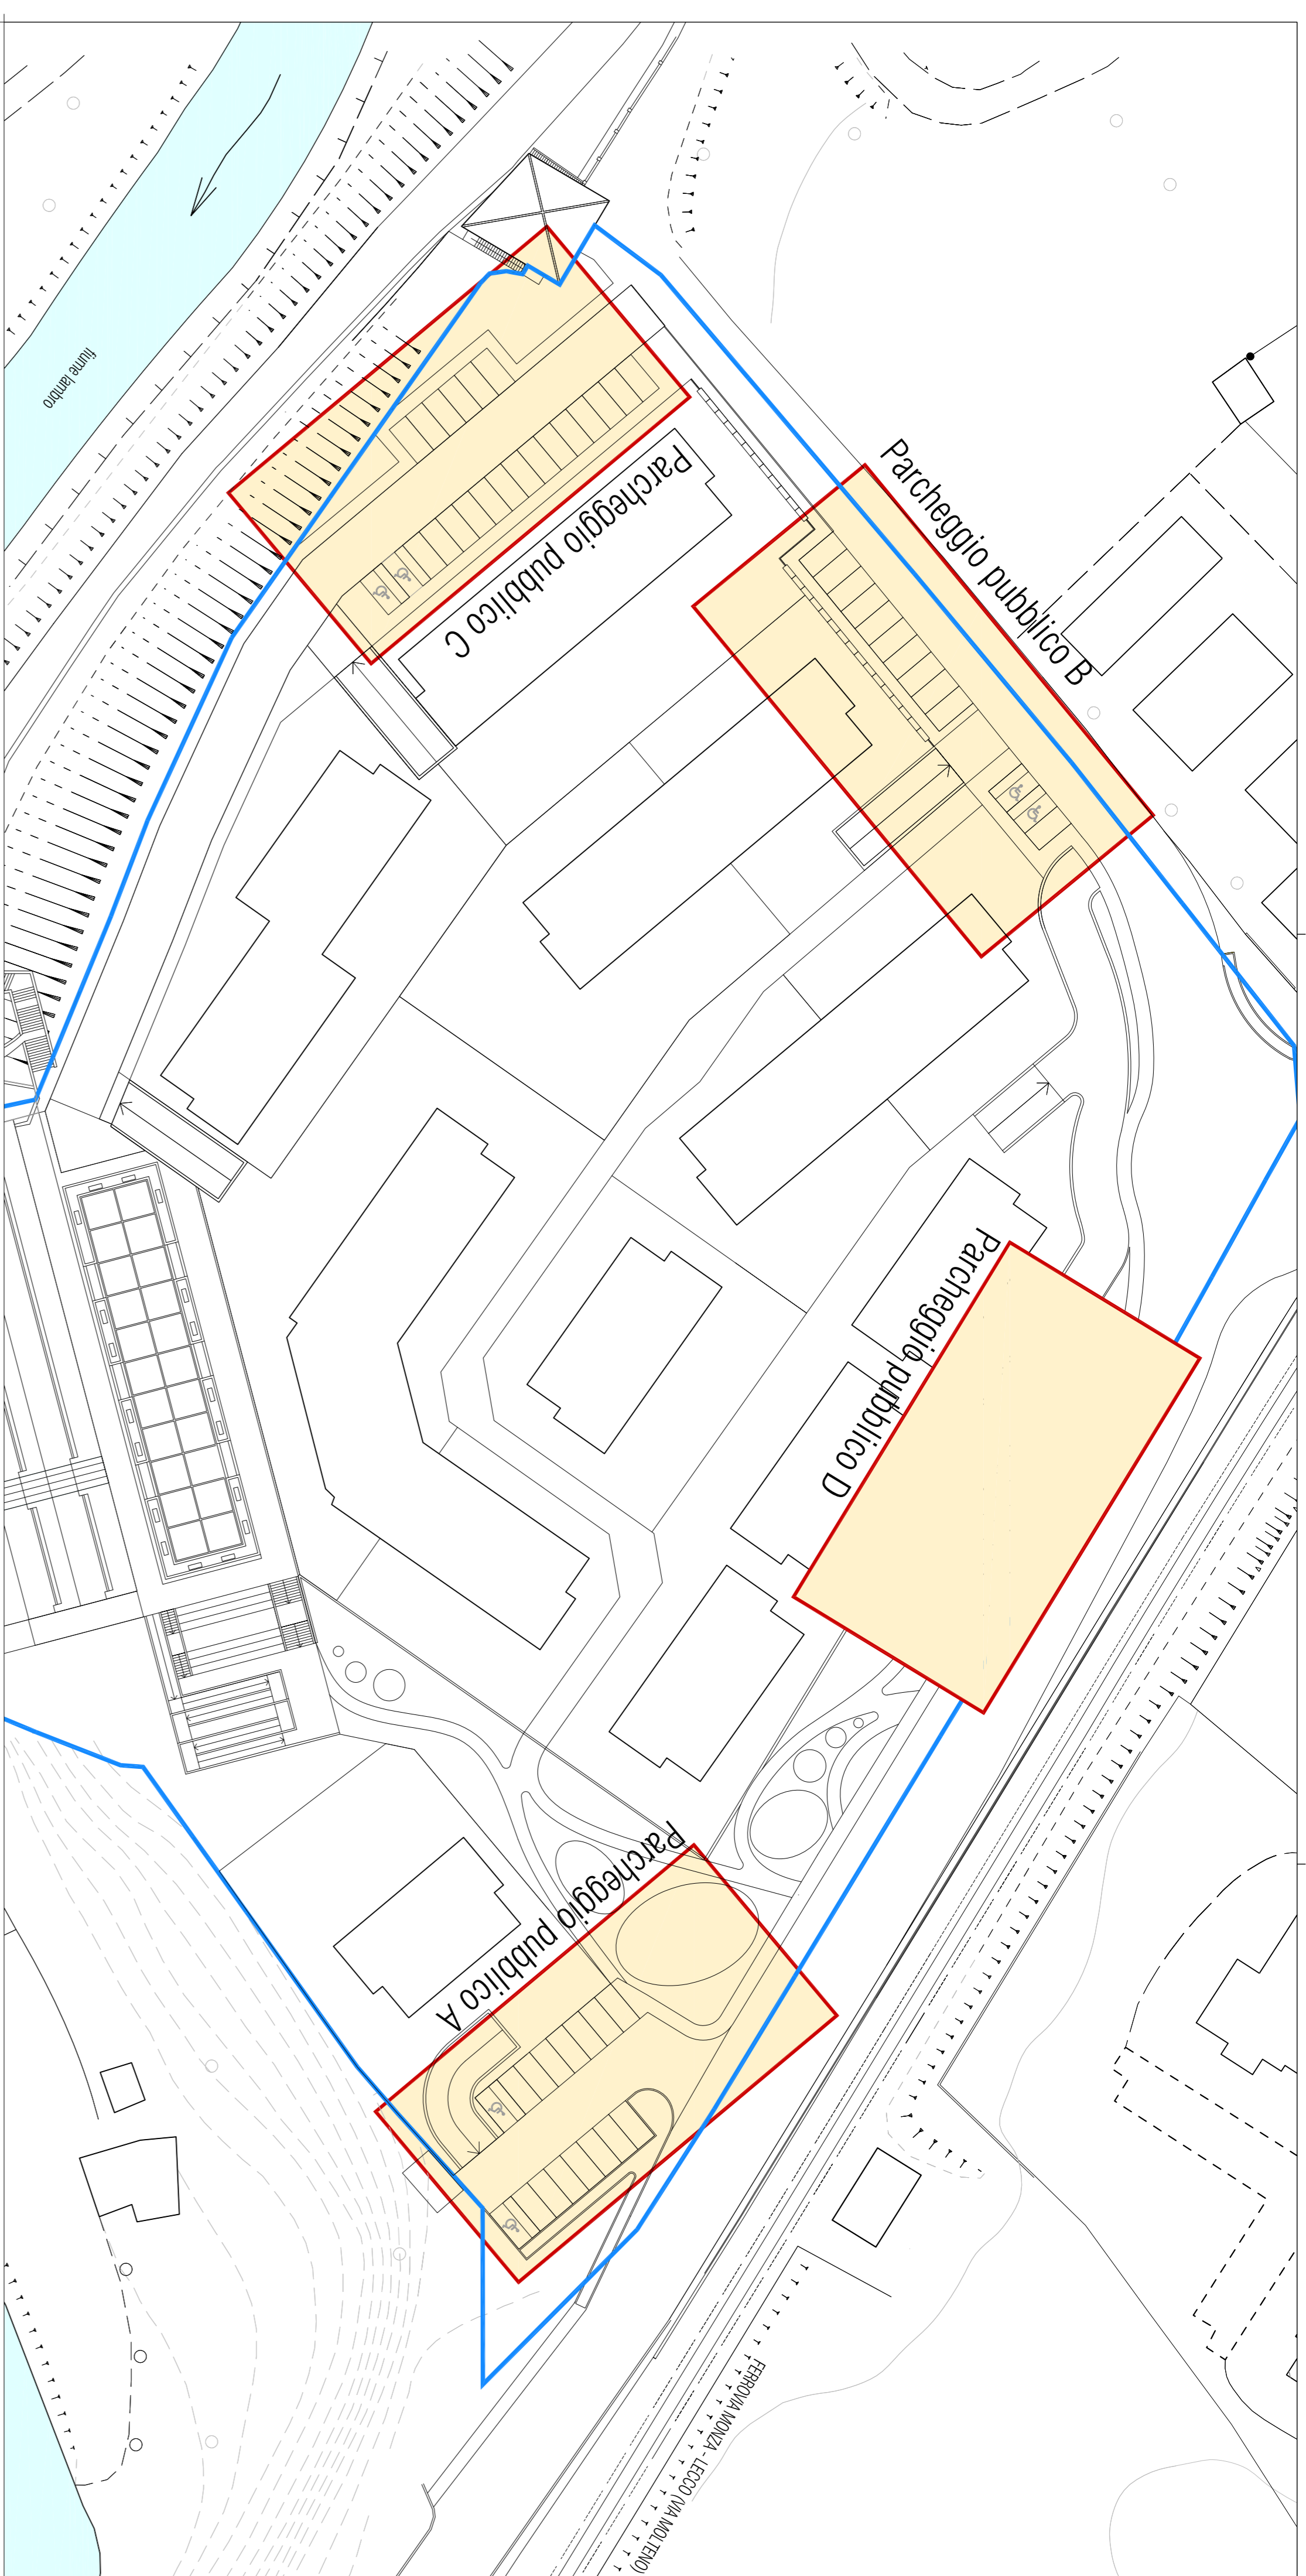 fiume lambro
Parcheggio pubblico C
Parcheggio pubblico B
Parcheggio pubblico D
Parcheggio pubblico A
FERROVIA MONZA - LECCO (VIA MOLTENO)